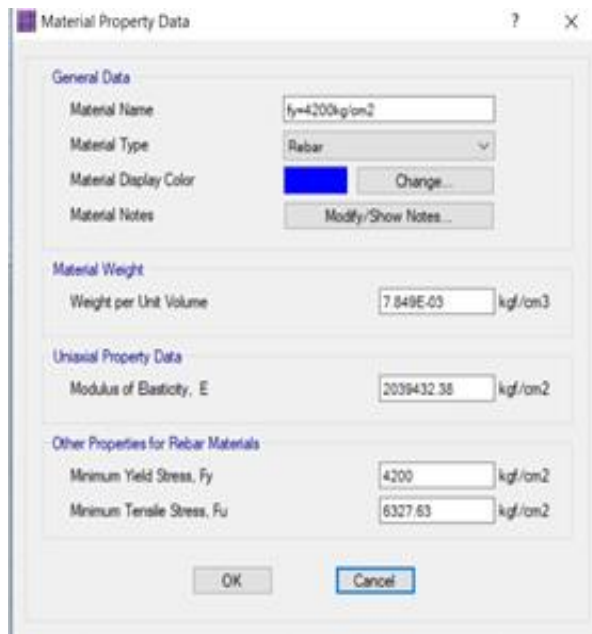 Material Property Data ? X
General Data
Material Name fy=4200kg/cm2
Material Type Rebar
Material Display Color Change...
Material Notes Modify/Show Notes...
Material Weight
Weight per Unit Volume 7.849E-03 kgf/cm3
Uniaxial Property Data
Modulus of Elasticity, E 2039432.38 kgf/cm2
Other Properties for Rebar Materials
Minimum Yield Stress, Fy 4200 kgf/cm2
Minimum Tensile Stress, Fu 6327.63 kgf/cm2
OK Cancel